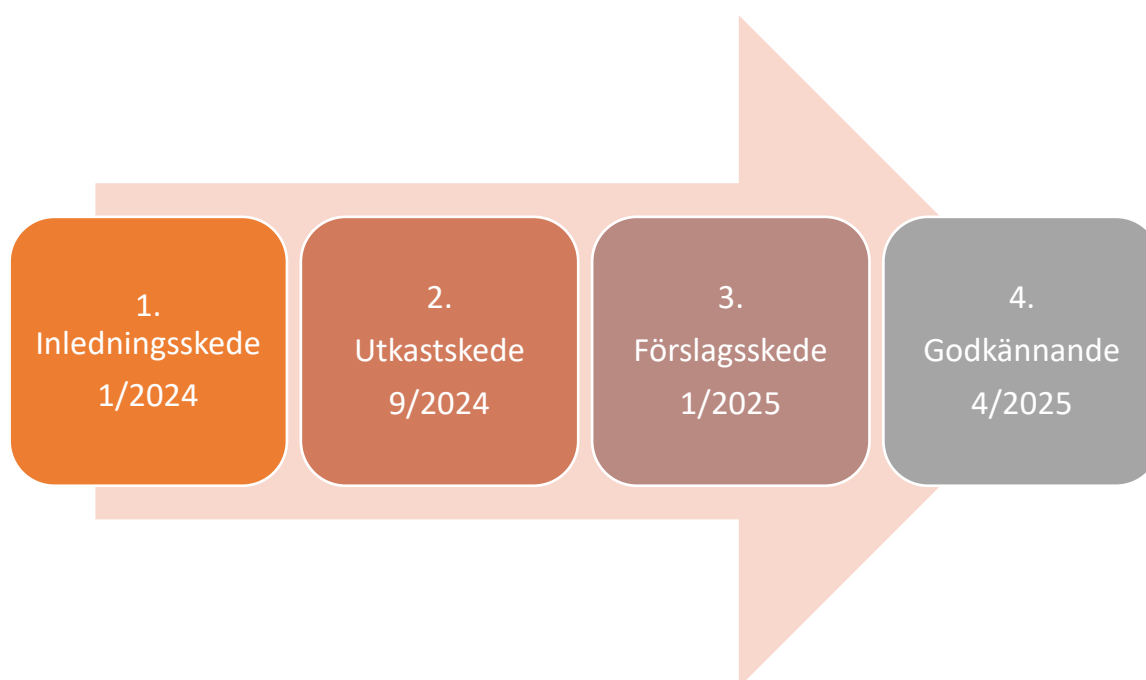 1.
Inledningsskede
1/2024
2.
Utkastskede
9/2024
3.
Förslagsskede
1/2025
4.
Godkännande
4/2025